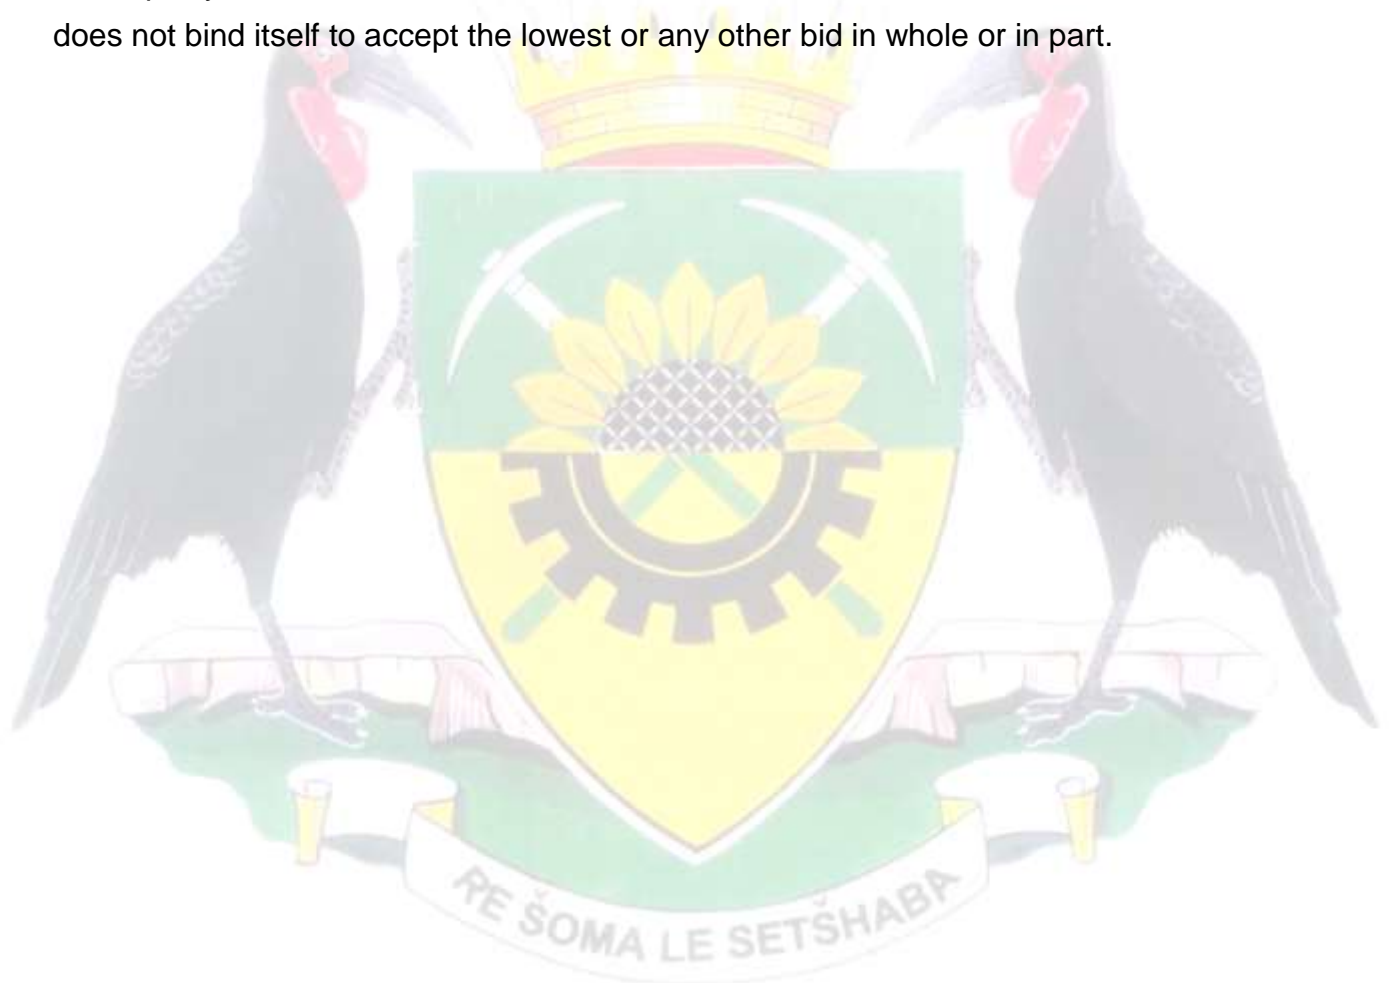 does not bind itself to accept the lowest or any other bid in whole or in part.
RE ŠOMA LE SETŠHABA